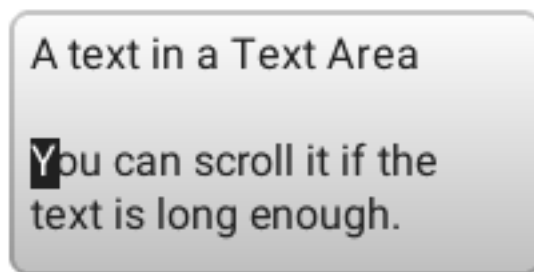 A text in a Text Area
You can scroll it if the
text is long enough.